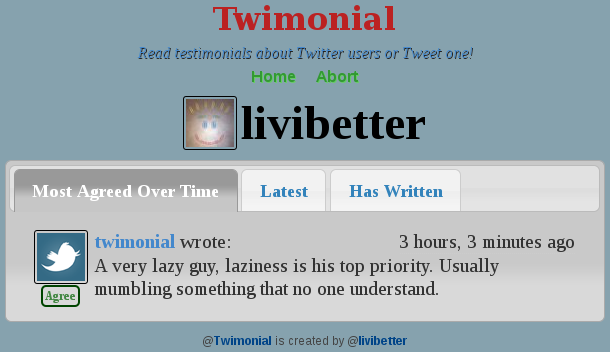 Twimonial
Read testimonials about Twitter users or Tweet one!
Home Abort
livibetter
Most Agreed Over Time Latest Has Written
twimonial wrote: 3 hours, 3 minutes ago
A very lazy guy, laziness is his top priority. Usually
mumbling something that no one understand.
Agree
@Twimonial is created by @livibetter